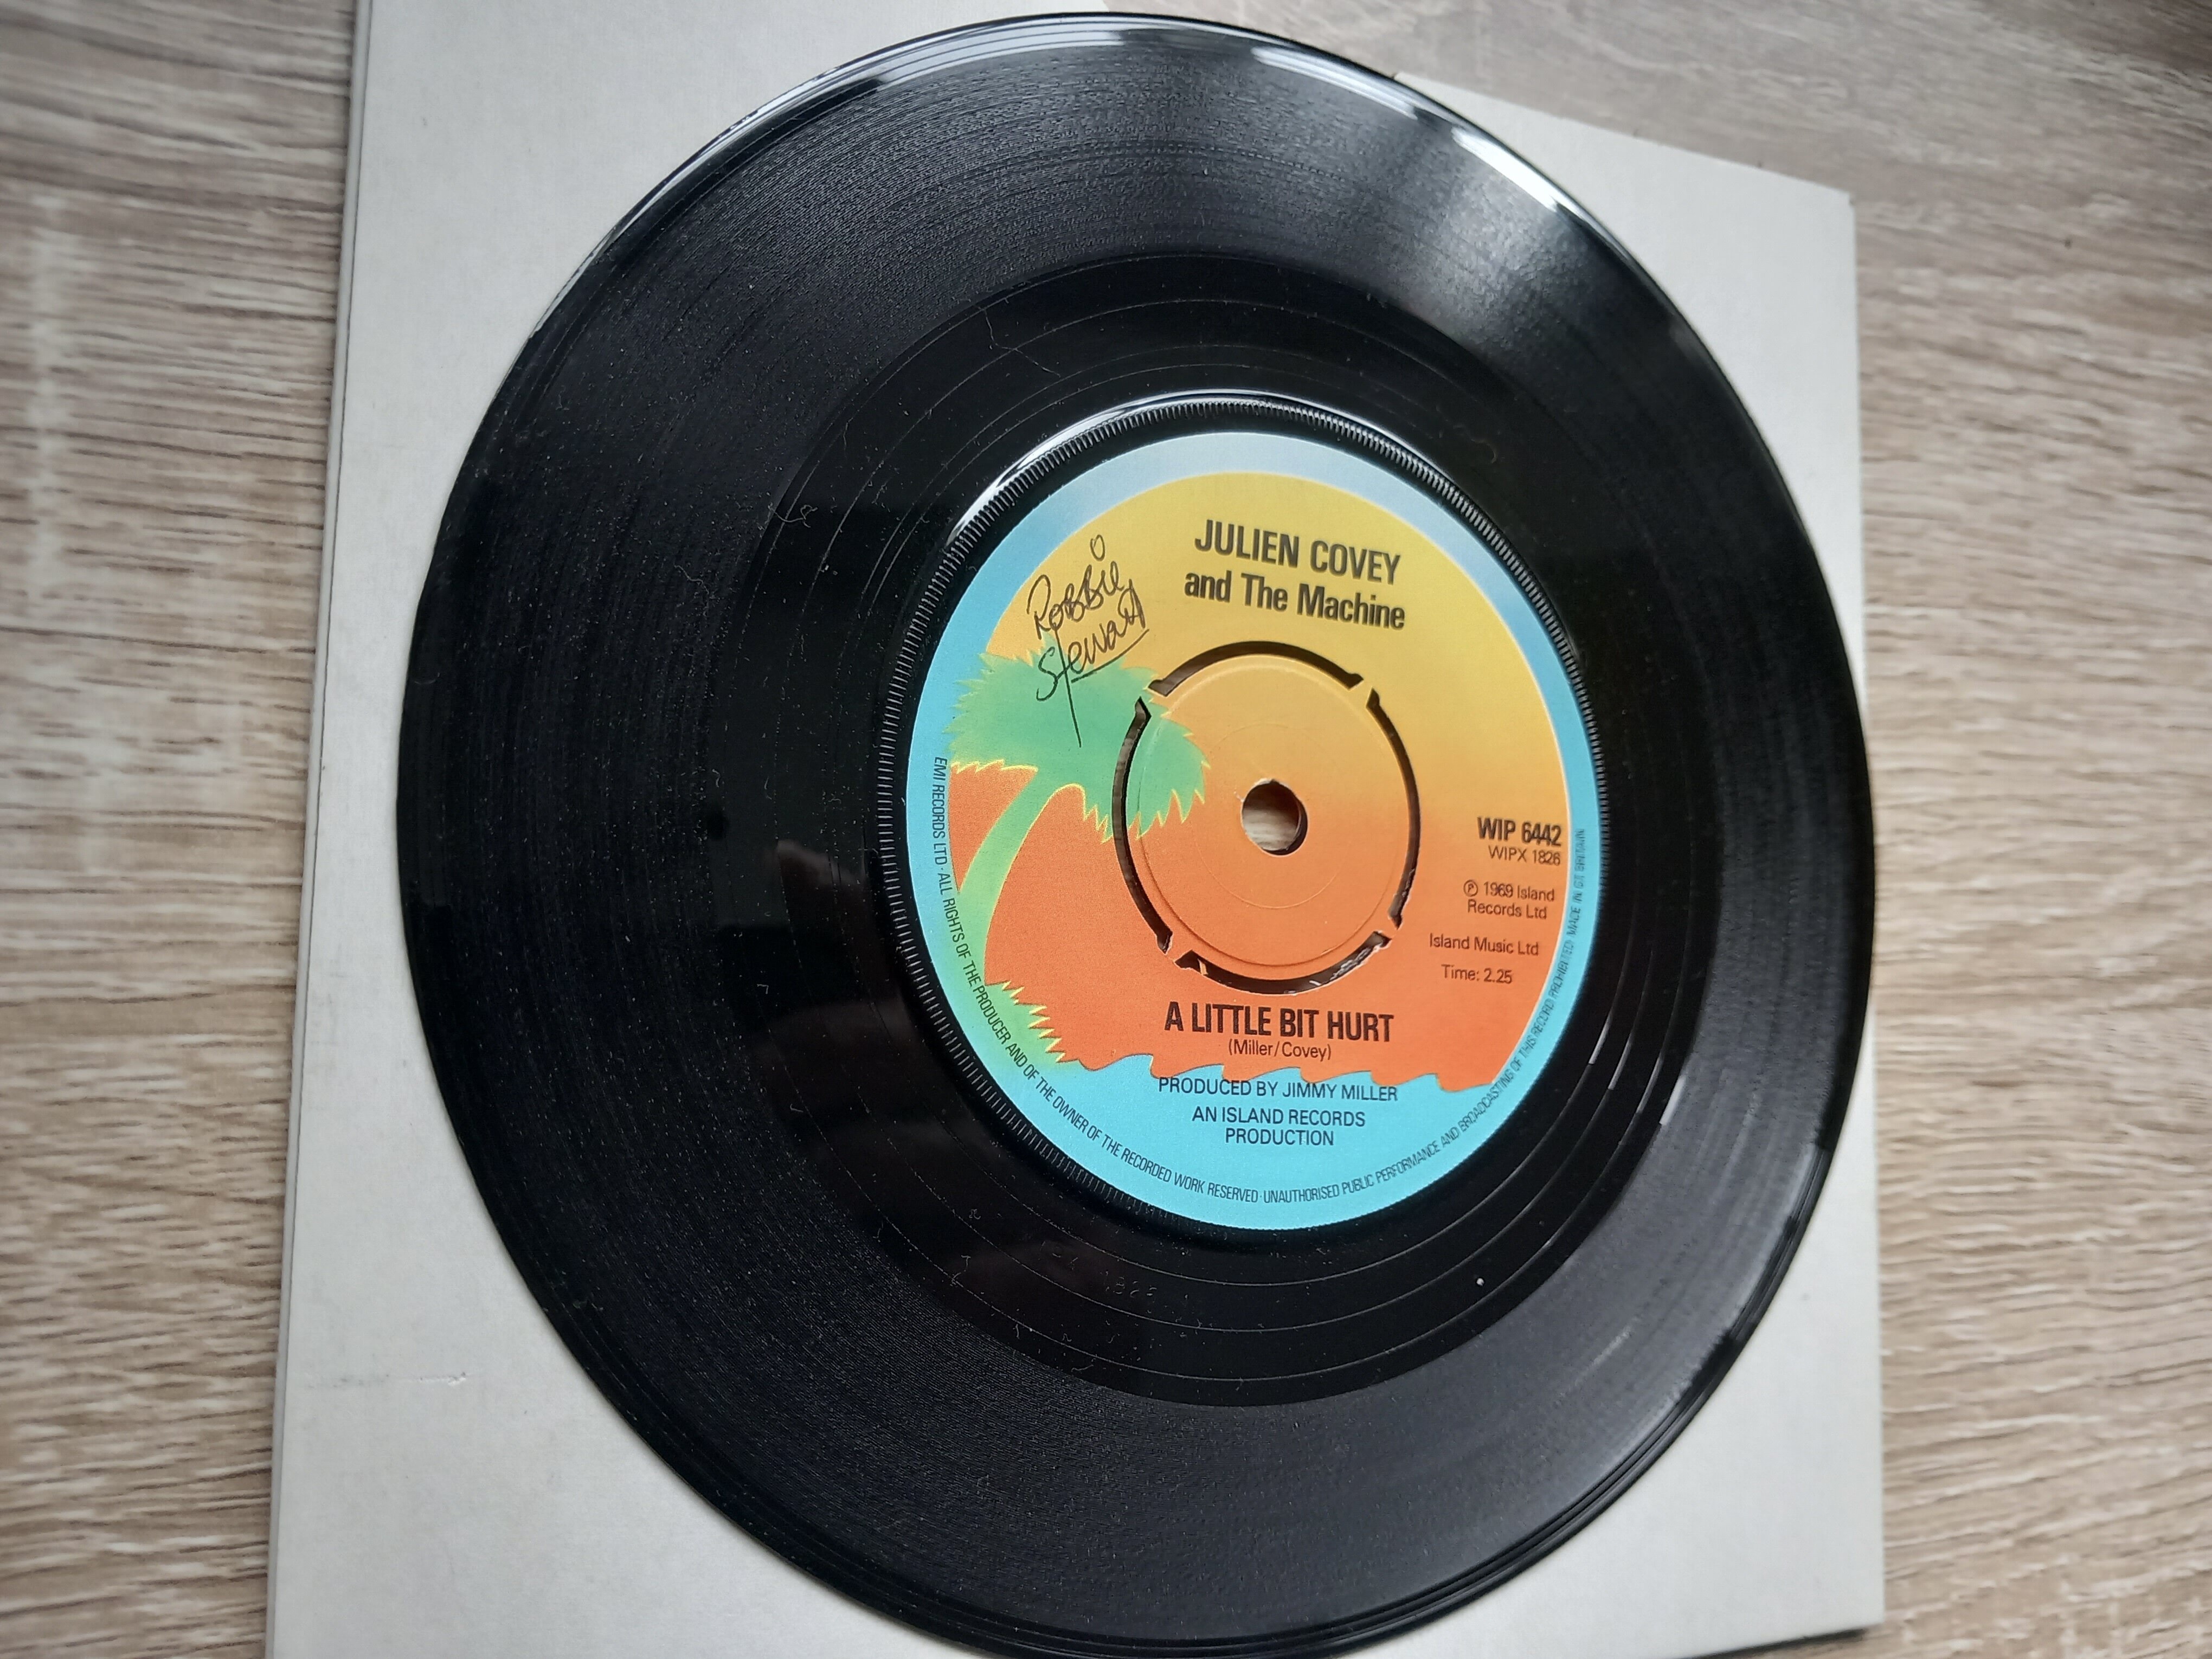 JULIEN COVEY
and The Machine
Robbie
Stewart
WIP 6442
WIPX 1826
Ⓟ 1969 Island
Records Ltd
Island Music Ltd
Time: 2.25
A LITTLE BIT HURT
(Miller/Covey)
PRODUCED BY JIMMY MILLER
AN ISLAND RECORDS
PRODUCTION
EMI RECORDS LTD · ALL RIGHTS OF THE PRODUCER AND OF THE OWNER OF THE RECORDED WORK RESERVED · UNAUTHORISED PUBLIC PERFORMANCE AND BROADCASTING OF THIS RECORD PROHIBITED · MADE IN GT BRITAIN